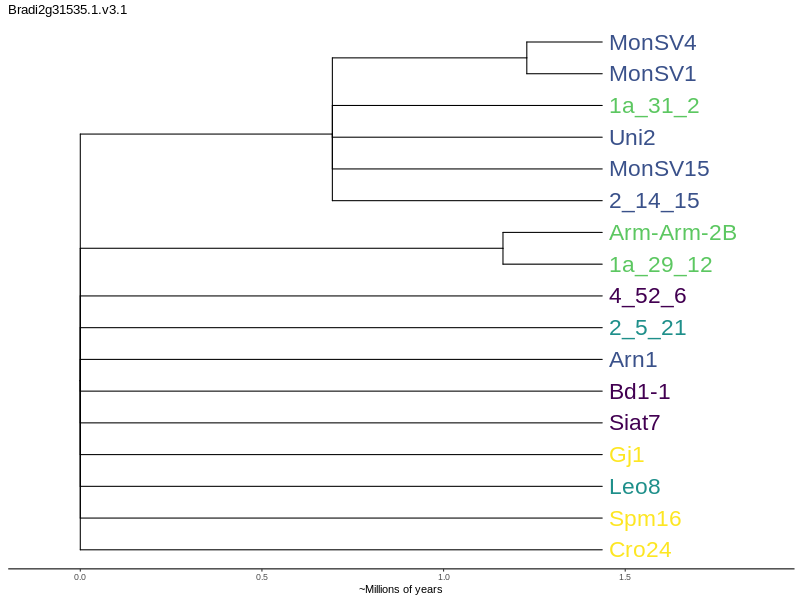 Bradi2g31535.1.v3.1
MonSV4
MonSV1
1a_31_2
Uni2
MonSV15
2_14_15
Arm-Arm-2B
1a_29_12
4_52_6
2_5_21
Arn1
Bd1-1
Siat7
Gj1
Leo8
Spm16
Cro24
0.0 0.5 1.0 1.5
~Millions of years